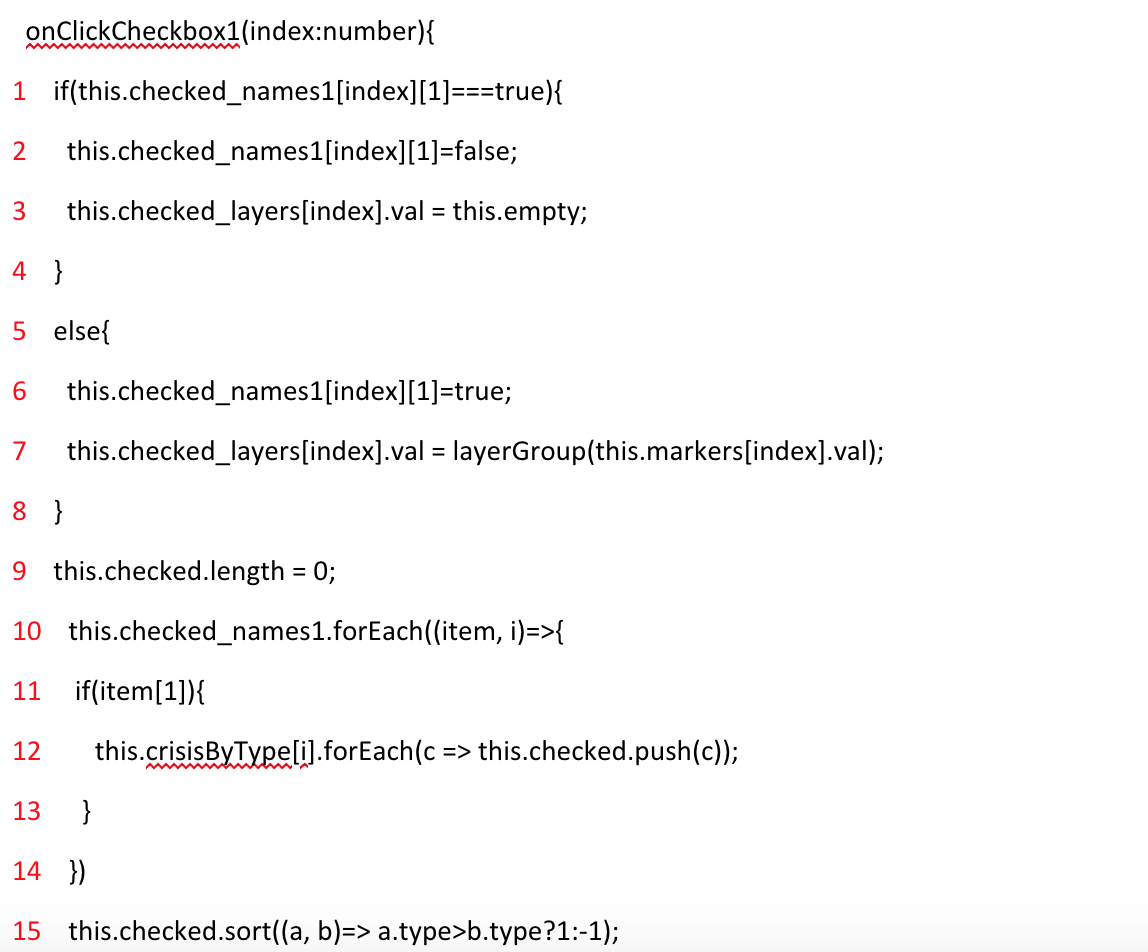 onClickCheckbox1(index:number){
1 if(this.checked_names1[index][1]===true){
2 this.checked_names1[index][1]=false;
3 this.checked_layers[index].val = this.empty;
4 }
5 else{
6 this.checked_names1[index][1]=true;
7 this.checked_layers[index].val = layerGroup(this.markers[index].val);
8 }
9 this.checked.length = 0;
10 this.checked_names1.forEach((item, i)=>{
11 if(item[1]){
12 this.crisisByType[i].forEach(c => this.checked.push(c));
13 }
14 })
15 this.checked.sort((a, b)=> a.type>b.type?1:-1);